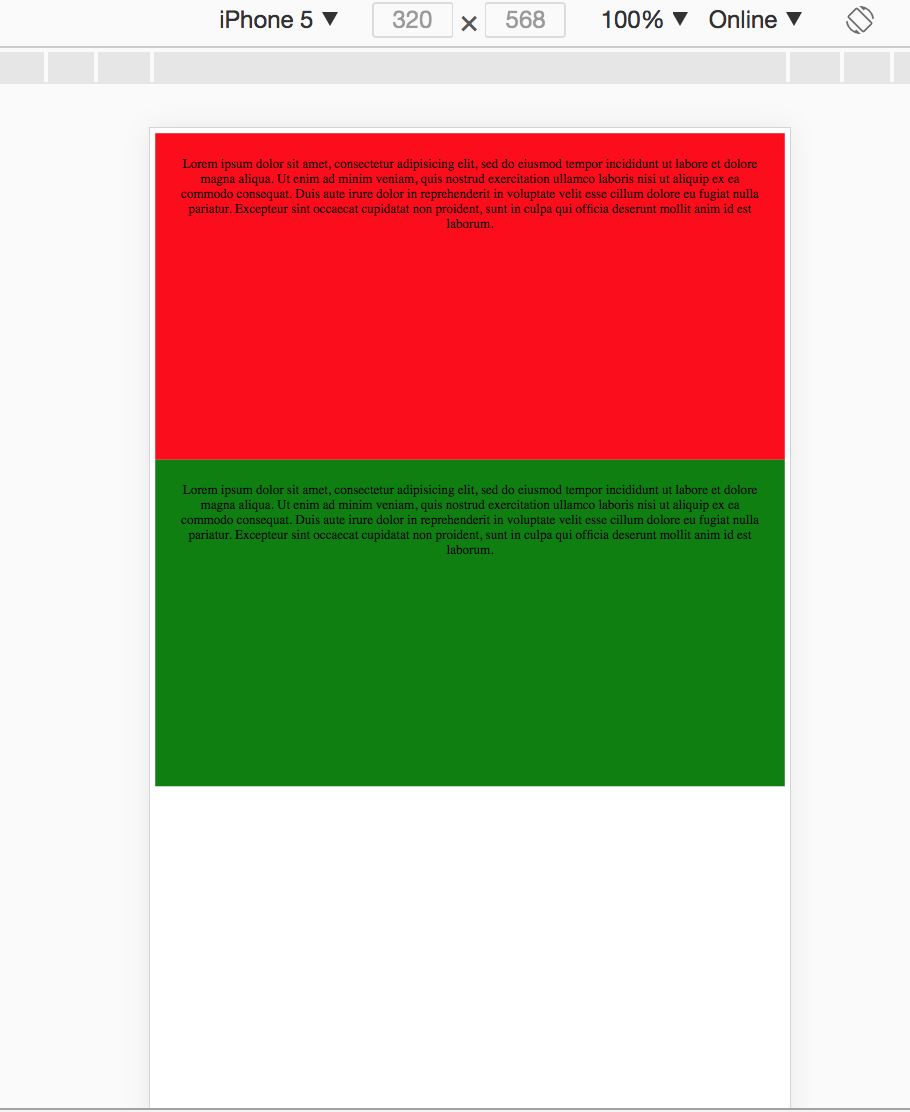 iPhone 5 ▼ 320 × 568 100% ▼ Online ▼
Lorem ipsum dolor sit amet, consectetur adipisicing elit, sed do eiusmod tempor incididunt ut labore et dolore
magna aliqua. Ut enim ad minim veniam, quis nostrud exercitation ullamco laboris nisi ut aliquip ex ea
commodo consequat. Duis aute irure dolor in reprehenderit in voluptate velit esse cillum dolore eu fugiat nulla
pariatur. Excepteur sint occaecat cupidatat non proident, sunt in culpa qui officia deserunt mollit anim id est
laborum.
Lorem ipsum dolor sit amet, consectetur adipisicing elit, sed do eiusmod tempor incididunt ut labore et dolore
magna aliqua. Ut enim ad minim veniam, quis nostrud exercitation ullamco laboris nisi ut aliquip ex ea
commodo consequat. Duis aute irure dolor in reprehenderit in voluptate velit esse cillum dolore eu fugiat nulla
pariatur. Excepteur sint occaecat cupidatat non proident, sunt in culpa qui officia deserunt mollit anim id est
laborum.